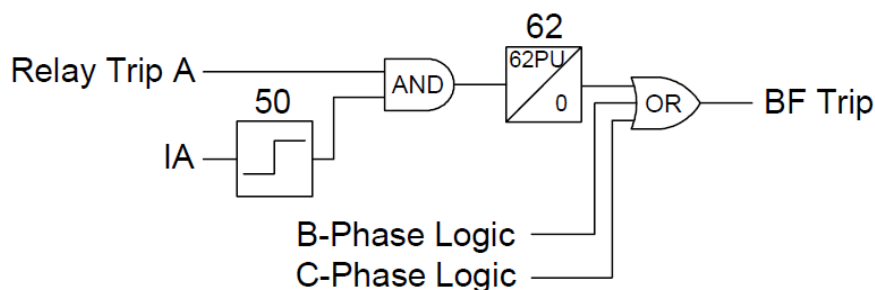 62
Relay Trip A
AND
62PU
0
OR
BF Trip
50
IA
B-Phase Logic
C-Phase Logic